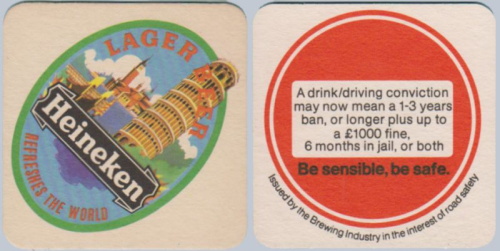 LAGER BEER
Heineken
REFRESHES THE WORLD
A drink/driving conviction
may now mean a 1-3 years
ban, or longer plus up to
a £1000 fine,
6 months in jail, or both
Be sensible, be safe.
Issued by the Brewing Industry in the interest of road safety